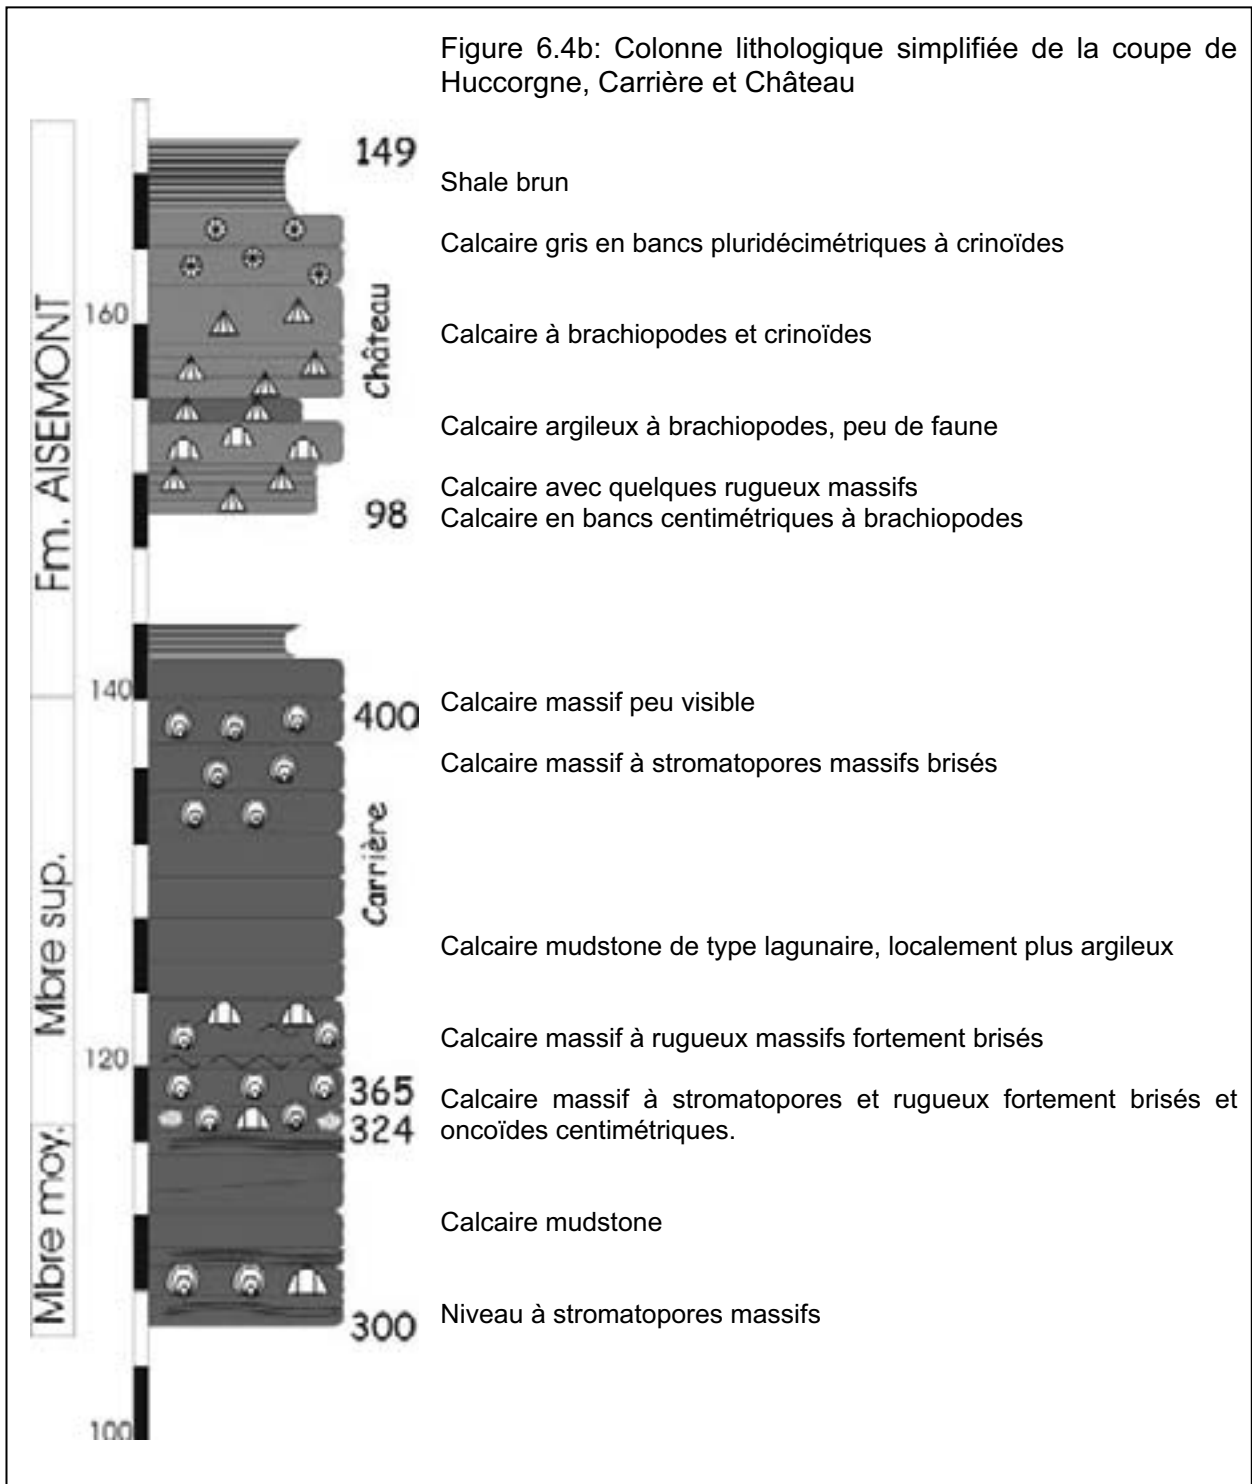 Figure 6.4b: Colonne lithologique simplifiée de la coupe de
Huccorgne, Carrière et Château
149
Shale brun
Calcaire gris en bancs pluridécimétriques à crinoïdes
160
Château
Calcaire à brachiopodes et crinoïdes
Fm. AISEMONT
Calcaire argileux à brachiopodes, peu de faune
Calcaire avec quelques rugueux massifs
98
Calcaire en bancs centimétriques à brachiopodes
140
400
Calcaire massif peu visible
Calcaire massif à stromatopores massifs brisés
Carrière
Mbre sup.
Calcaire mudstone de type lagunaire, localement plus argileux
Calcaire massif à rugueux massifs fortement brisés
120
365
Calcaire massif à stromatopores et rugueux fortement brisés et
324
oncoïdes centimétriques.
Mbre moy.
Calcaire mudstone
Niveau à stromatopores massifs
300
100